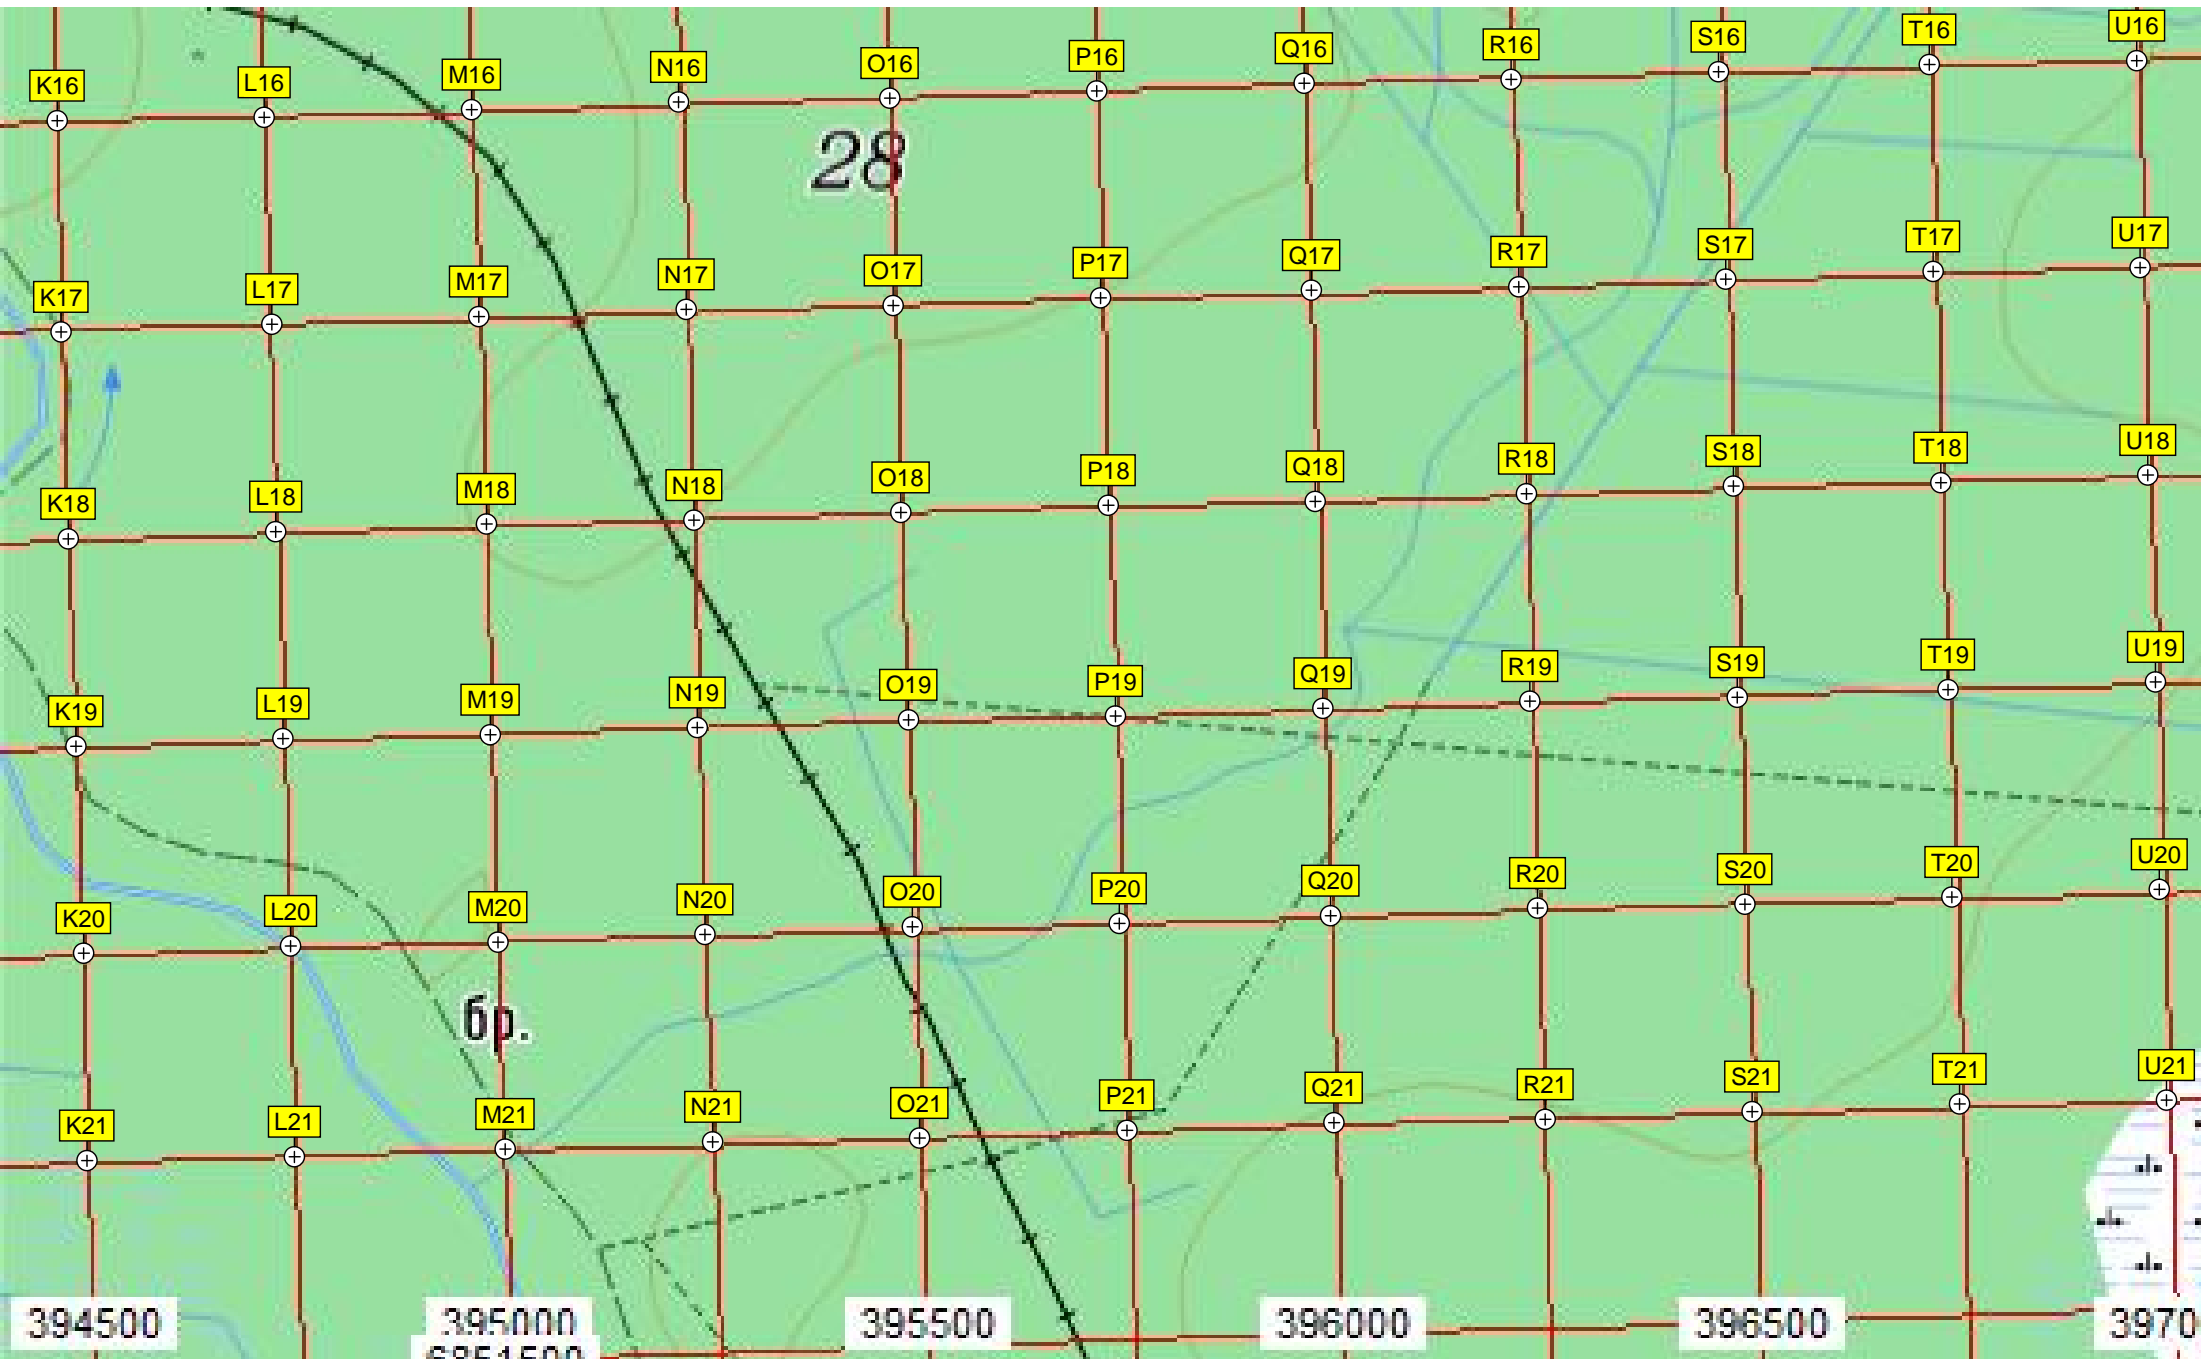 K16 L16 M16 N16 O16 P16 Q16 R16 S16 T16 U16
28
K17 L17 M17 N17 O17 P17 Q17 R17 S17 T17 U17
K18 L18 M18 N18 O18 P18 Q18 R18 S18 T18 U18
K19 L19 M19 N19 O19 P19 Q19 R19 S19 T19 U19
K20 L20 M20 N20 O20 P20 Q20 R20 S20 T20 U20
бр.
K21 L21 M21 N21 O21 P21 Q21 R21 S21 T21 U21
394500 395000 395500 396000 396500 3970
6851500